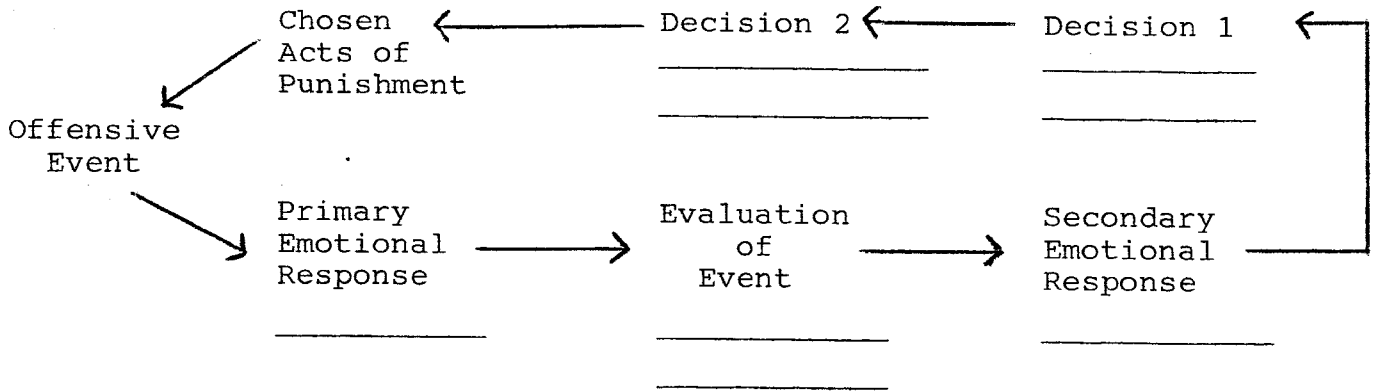 Chosen
Acts of
Punishment
Decision 2
Decision 1
Offensive
Event
Primary
Emotional
Response
Evaluation
of
Event
Secondary
Emotional
Response